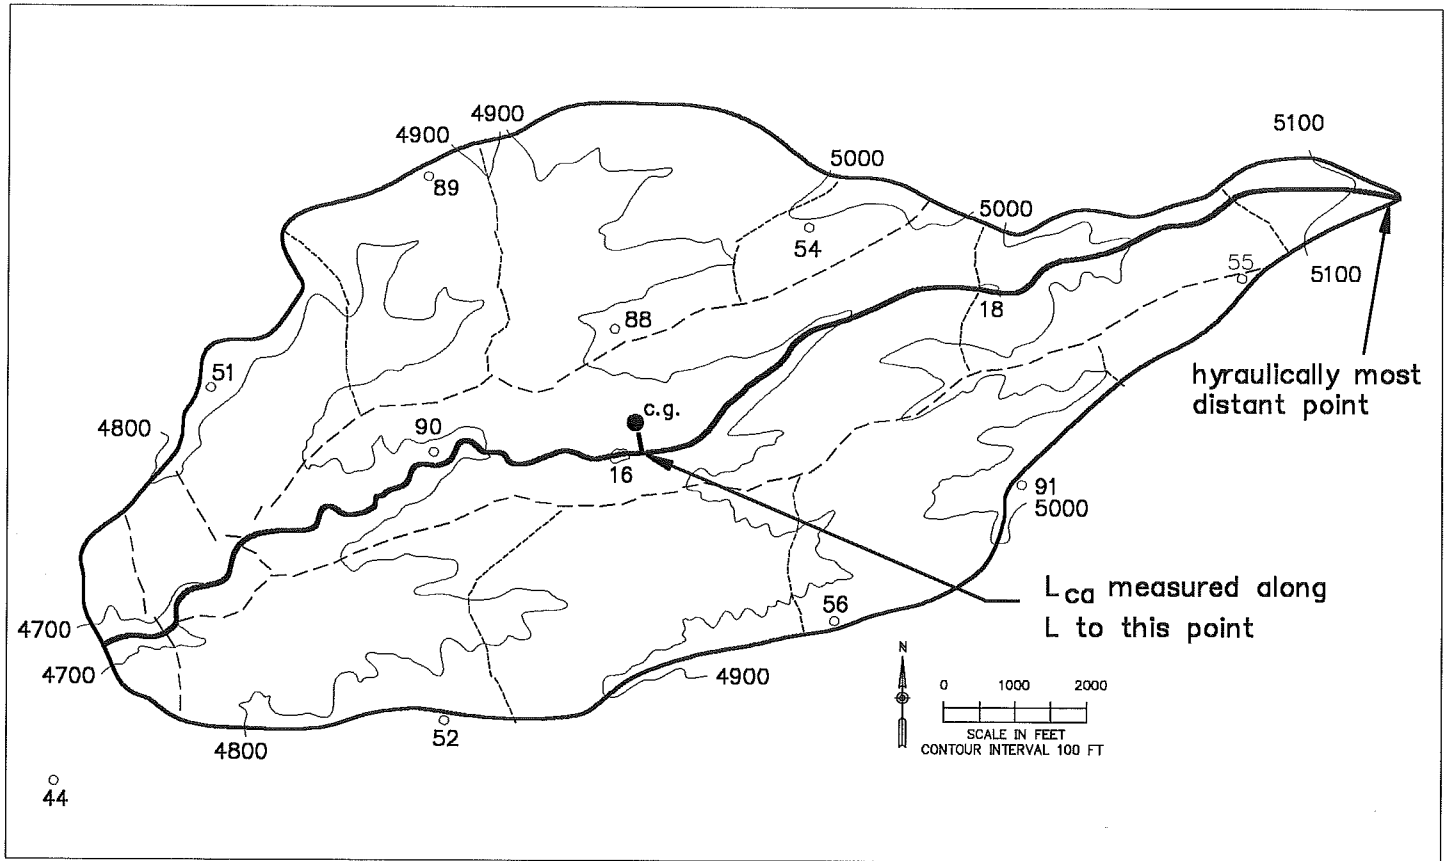 4900
4900
5100
5000
89
5000
54
55
5100
18
88
hyraulically most
distant point
51
c.g.
4800
90
16
91
5000
Lca measured along
L to this point
56
4700
4700
4900
N
0 1000 2000
SCALE IN FEET
CONTOUR INTERVAL 100 FT
52
4800
44